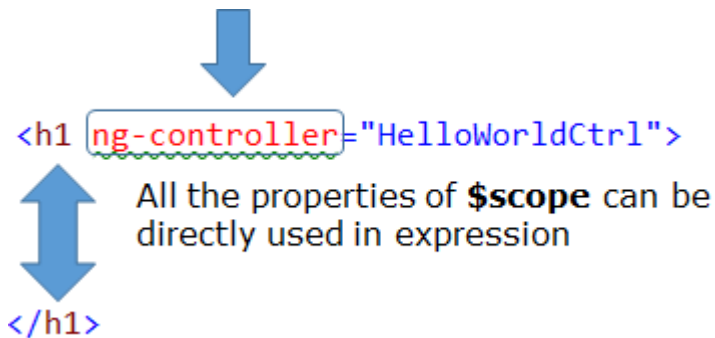 <h1 ng-controller="HelloWorldCtrl">
All the properties of $scope can be
directly used in expression
</h1>